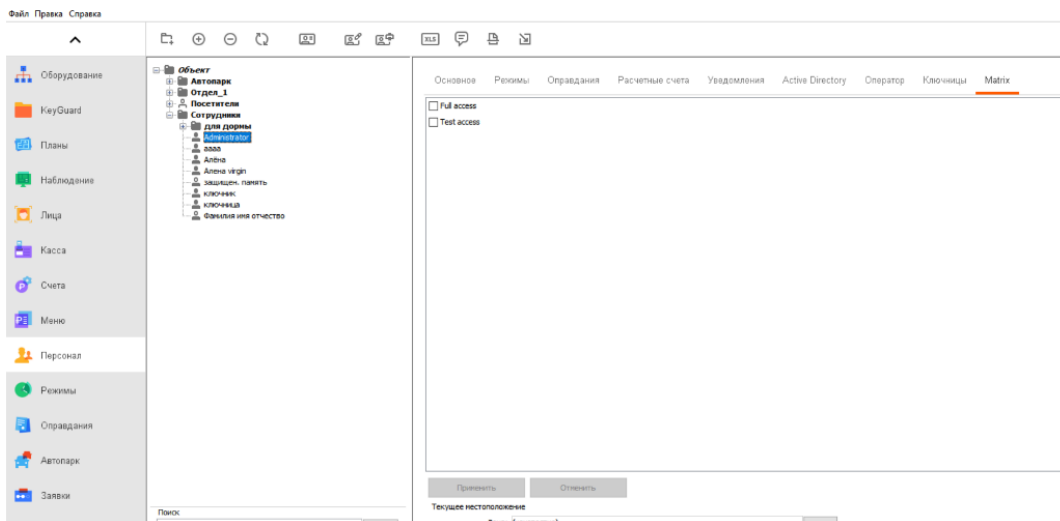 Файл Правка Справка
XLS
Оборудование
KeyGuard
Планы
Наблюдение
Лица
Касса
Счета
Меню
Персонал
Режимы
Оправдания
Автопарк
Заявки
Объект
Автопарк
Отдел_1
Посетители
Сотрудники
для дормы
Administrator
аааа
Алёна
Алена virgin
защищен. память
ключник
ключница
Фамилия имя отчество
Поиск
Основное Режимы Оправдания Расчетные счета Уведомления Active Directory Оператор Ключницы Matrix
Full access
Test access
Применить Отменить
Текущее местоположение